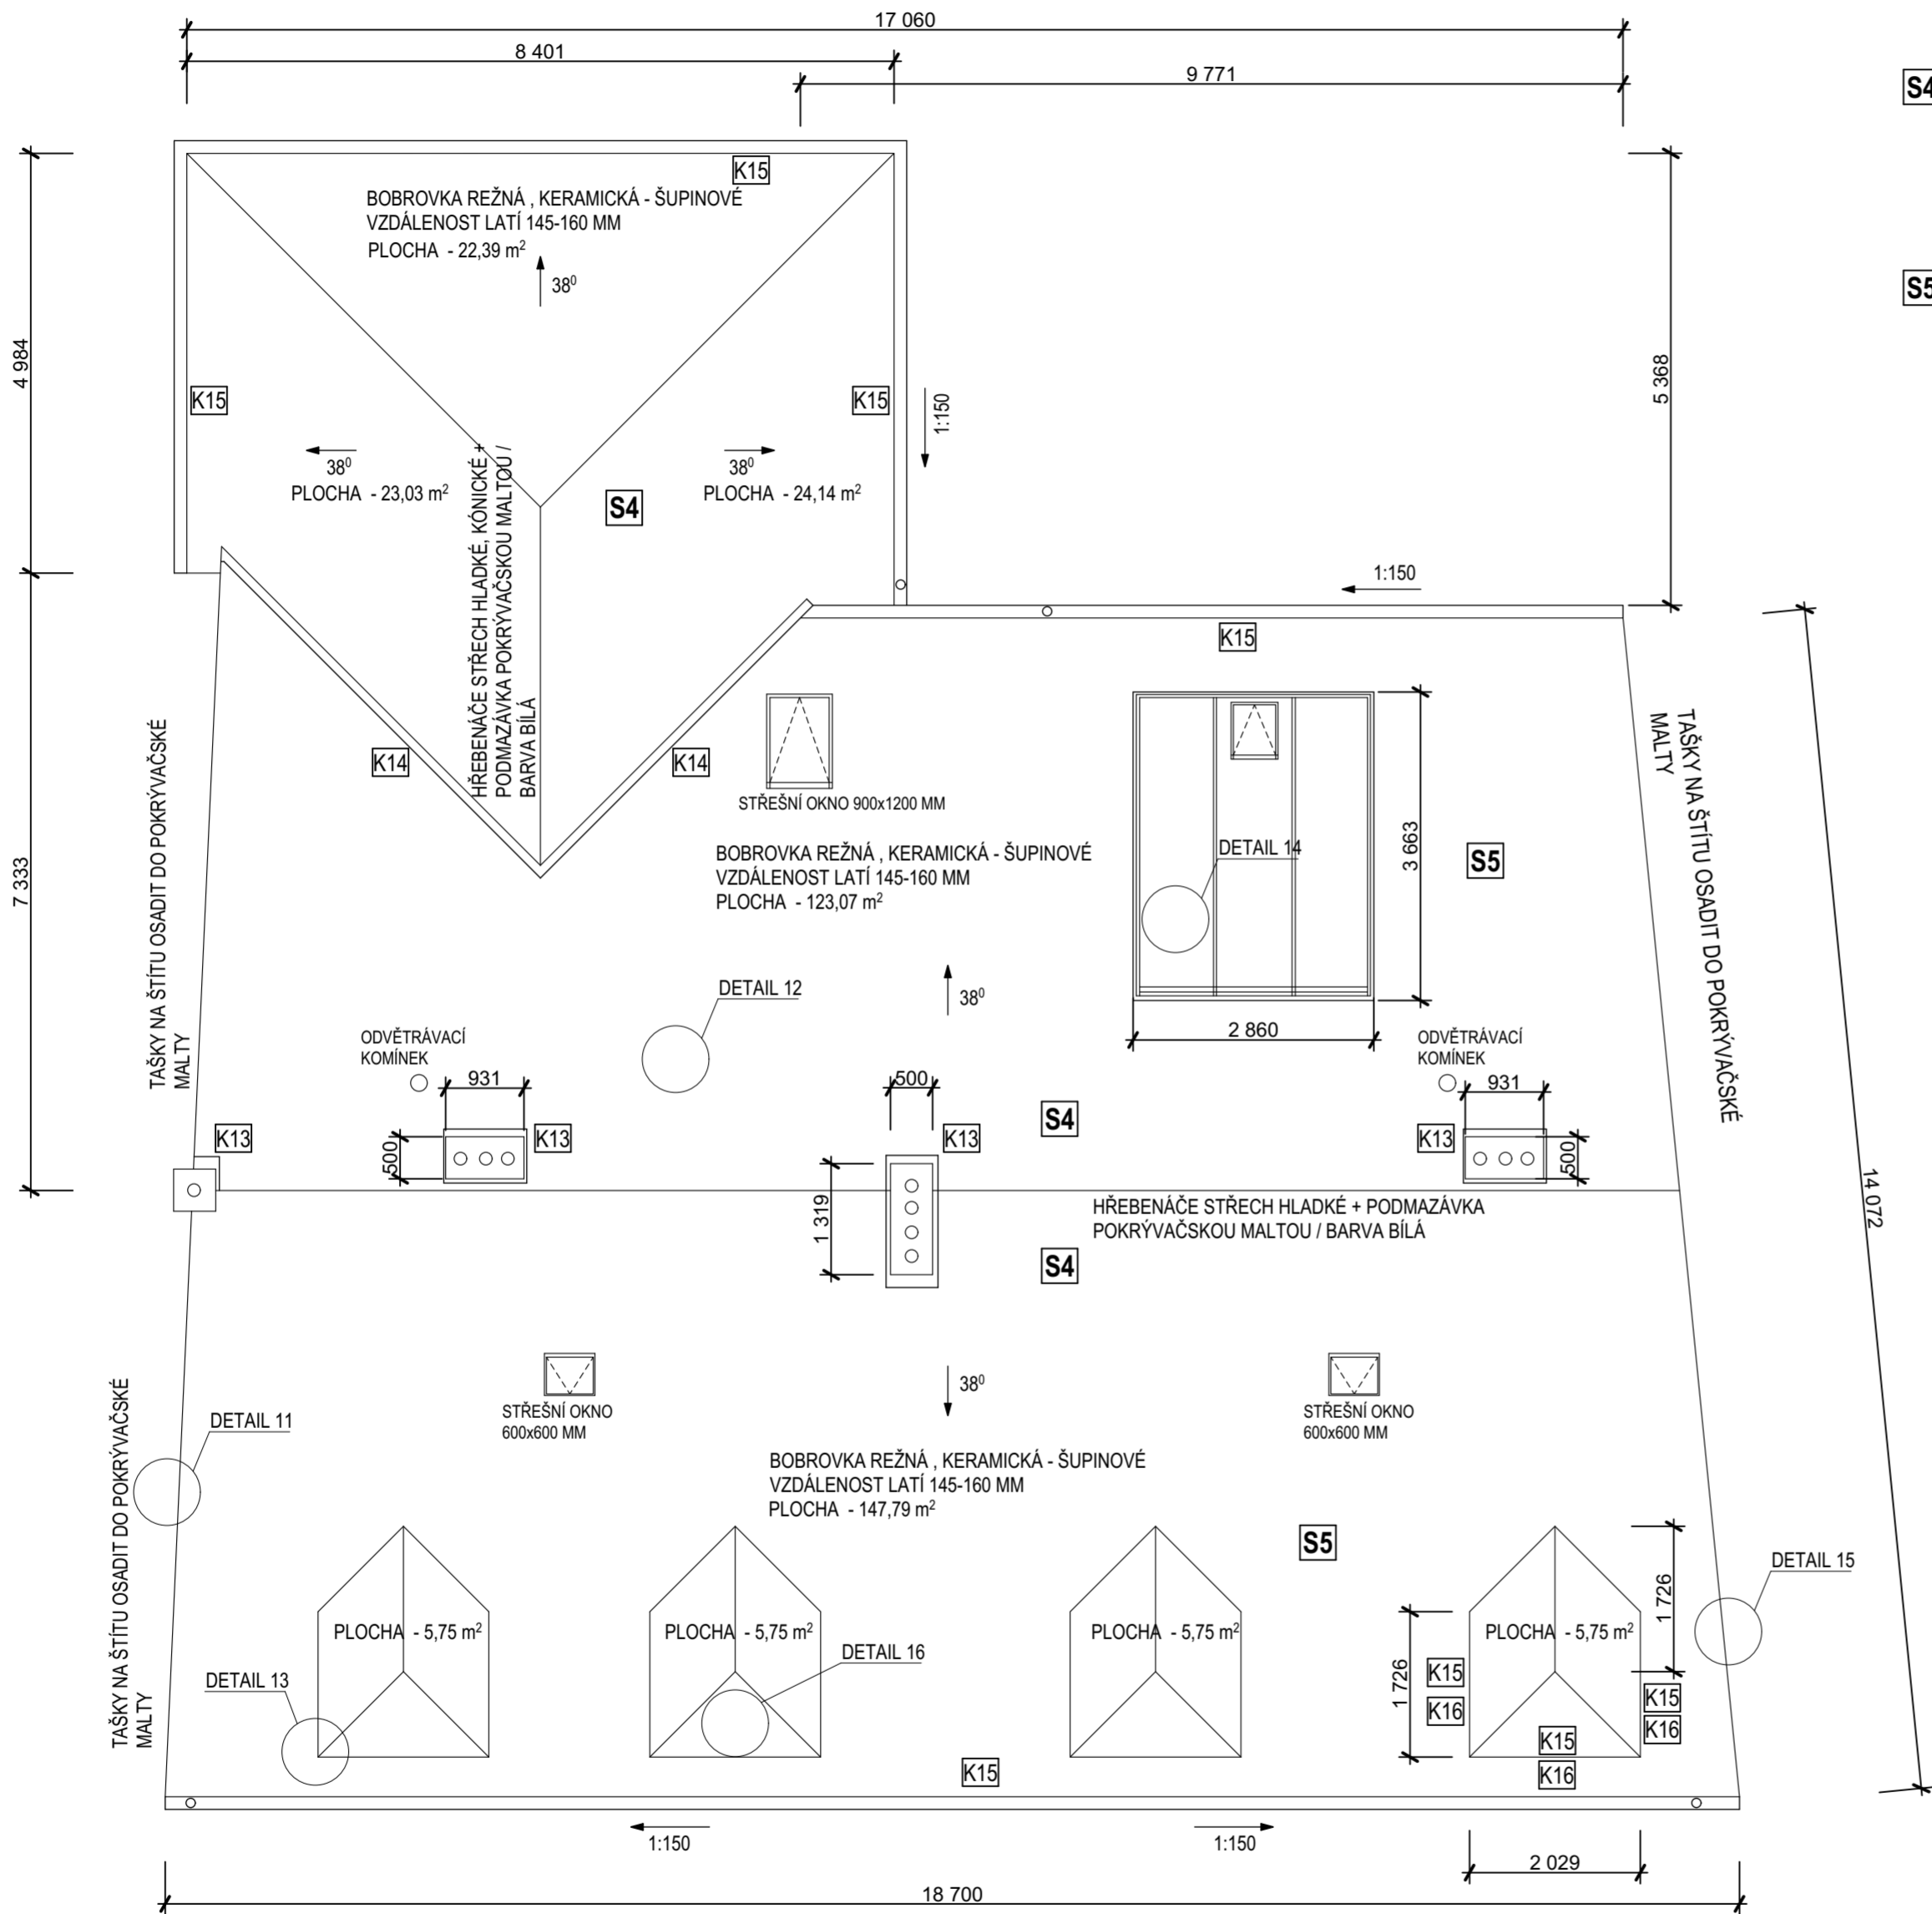 17 060
8 401
9 771
S4
S5
4 984
7 333
5 368
14 072
K15
BOBROVKA REŽNÁ , KERAMICKÁ - ŠUPINOVÉ
VZDÁLENOST LATÍ 145-160 MM
PLOCHA - 22,39 m²
38⁰
K15
K15
1:150
38⁰
PLOCHA - 23,03 m²
38⁰
PLOCHA - 24,14 m²
S4
HŘEBENÁČE STŘECH HLADKÉ, KÓNICKÉ +
PODMAZÁVKA POKRÝVAČSKOU MALTOU /
BARVA BÍLÁ
1:150
K15
K14
K14
STŘEŠNÍ OKNO 900x1200 MM
TAŠKY NA ŠTÍTU OSADIT DO POKRÝVAČSKÉ
MALTY
TAŠKY NA ŠTÍTU OSADIT DO POKRÝVAČSKÉ
MALTY
BOBROVKA REŽNÁ , KERAMICKÁ - ŠUPINOVÉ
VZDÁLENOST LATÍ 145-160 MM
PLOCHA - 123,07 m²
DETAIL 14
3 663
S5
2 860
DETAIL 12
38⁰
ODVĚTRÁVACÍ
KOMÍNEK
931
500
K13
K13
500
K13
S4
1 319
ODVĚTRÁVACÍ
KOMÍNEK
931
K13
500
HŘEBENÁČE STŘECH HLADKÉ + PODMAZÁVKA
POKRÝVAČSKOU MALTOU / BARVA BÍLÁ
S4
38⁰
STŘEŠNÍ OKNO
600x600 MM
STŘEŠNÍ OKNO
600x600 MM
DETAIL 11
TAŠKY NA ŠTÍTU OSADIT DO POKRÝVAČSKÉ
MALTY
BOBROVKA REŽNÁ , KERAMICKÁ - ŠUPINOVÉ
VZDÁLENOST LATÍ 145-160 MM
PLOCHA - 147,79 m²
S5
DETAIL 15
PLOCHA - 5,75 m²
PLOCHA - 5,75 m²
PLOCHA - 5,75 m²
PLOCHA - 5,75 m²
DETAIL 13
DETAIL 16
1 726
1 726
K15
K16
K15
K16
K15
K16
K15
1:150
1:150
2 029
18 700